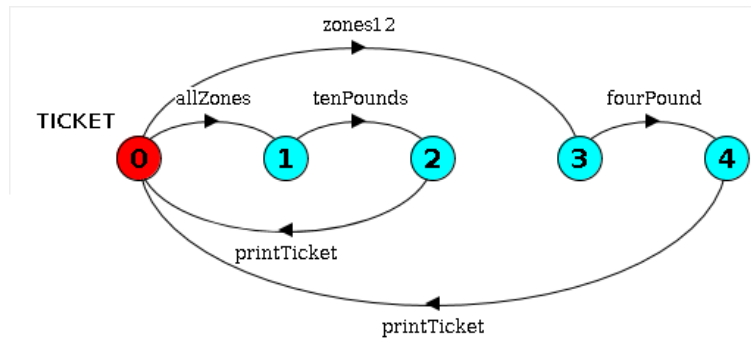 zones12
allZones
tenPounds
fourPound
TICKET
0
1
2
3
4
printTicket
printTicket